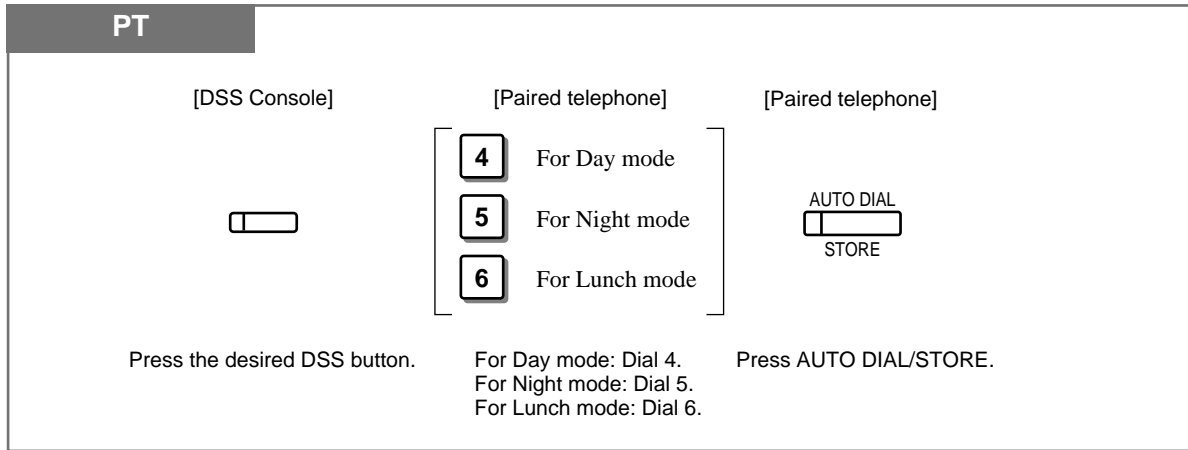 PT
[DSS Console] [Paired telephone] [Paired telephone]
4 For Day mode
5 For Night mode
6 For Lunch mode
AUTO DIAL
STORE
Press the desired DSS button.
For Day mode: Dial 4.
For Night mode: Dial 5.
For Lunch mode: Dial 6.
Press AUTO DIAL/STORE.